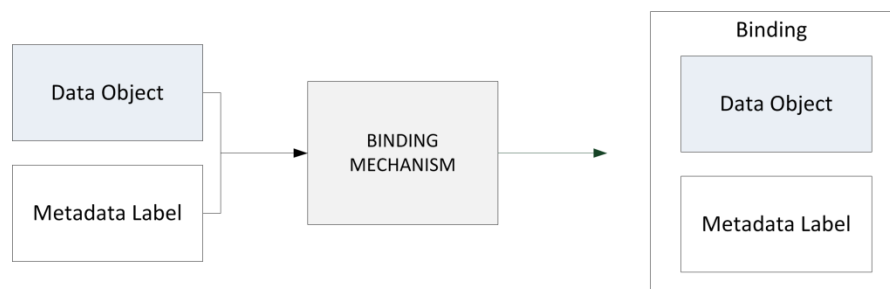 Data Object
Metadata Label
BINDING
MECHANISM
Binding
Data Object
Metadata Label